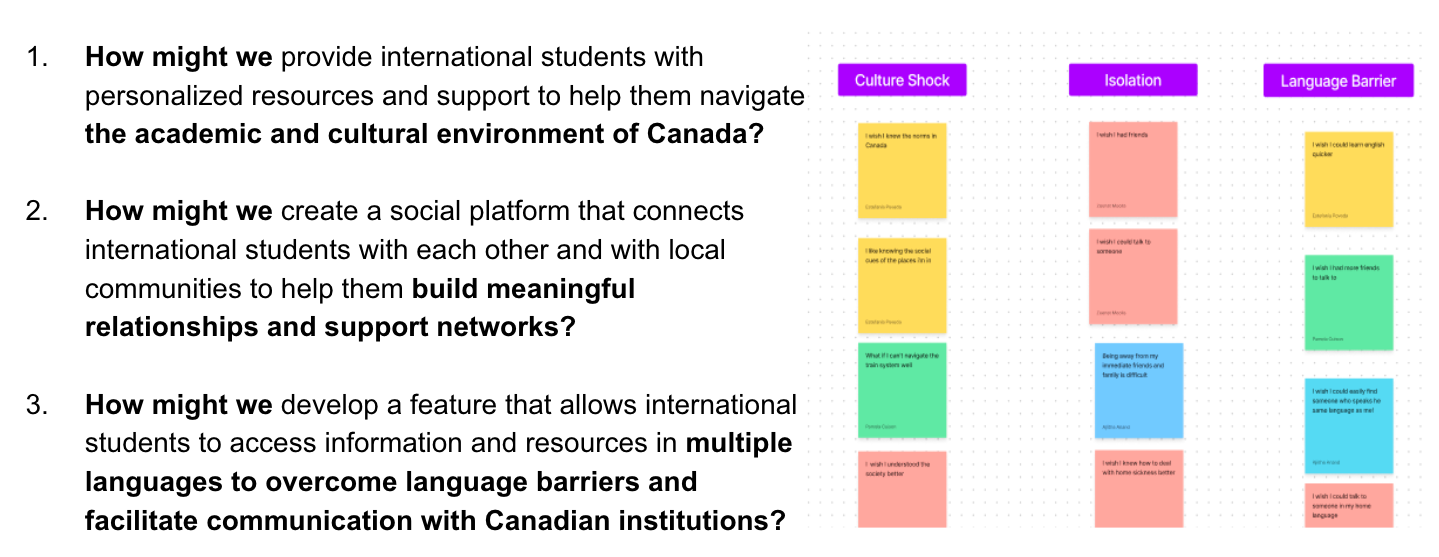 1. How might we provide international students with
personalized resources and support to help them navigate
the academic and cultural environment of Canada?
2. How might we create a social platform that connects
international students with each other and with local
communities to help them build meaningful
relationships and support networks?
3. How might we develop a feature that allows international
students to access information and resources in multiple
languages to overcome language barriers and
facilitate communication with Canadian institutions?
Culture Shock
I wish I knew the norms in
Canada
I like knowing the social
cues of the places i'm in
What if I can't navigate the
train system well
I wish I understood the
society better
Isolation
I wish I had friends
I wish I could talk to
someone
Being away from my
immediate friends and
family is difficult
I wish I knew how to deal
with home sickness better
Language Barrier
I wish I could learn english
quicker
I wish I had more friends
to talk to
I wish I could easily find
someone who speaks he
same language as me!
I wish I could talk to
someone in my home
language